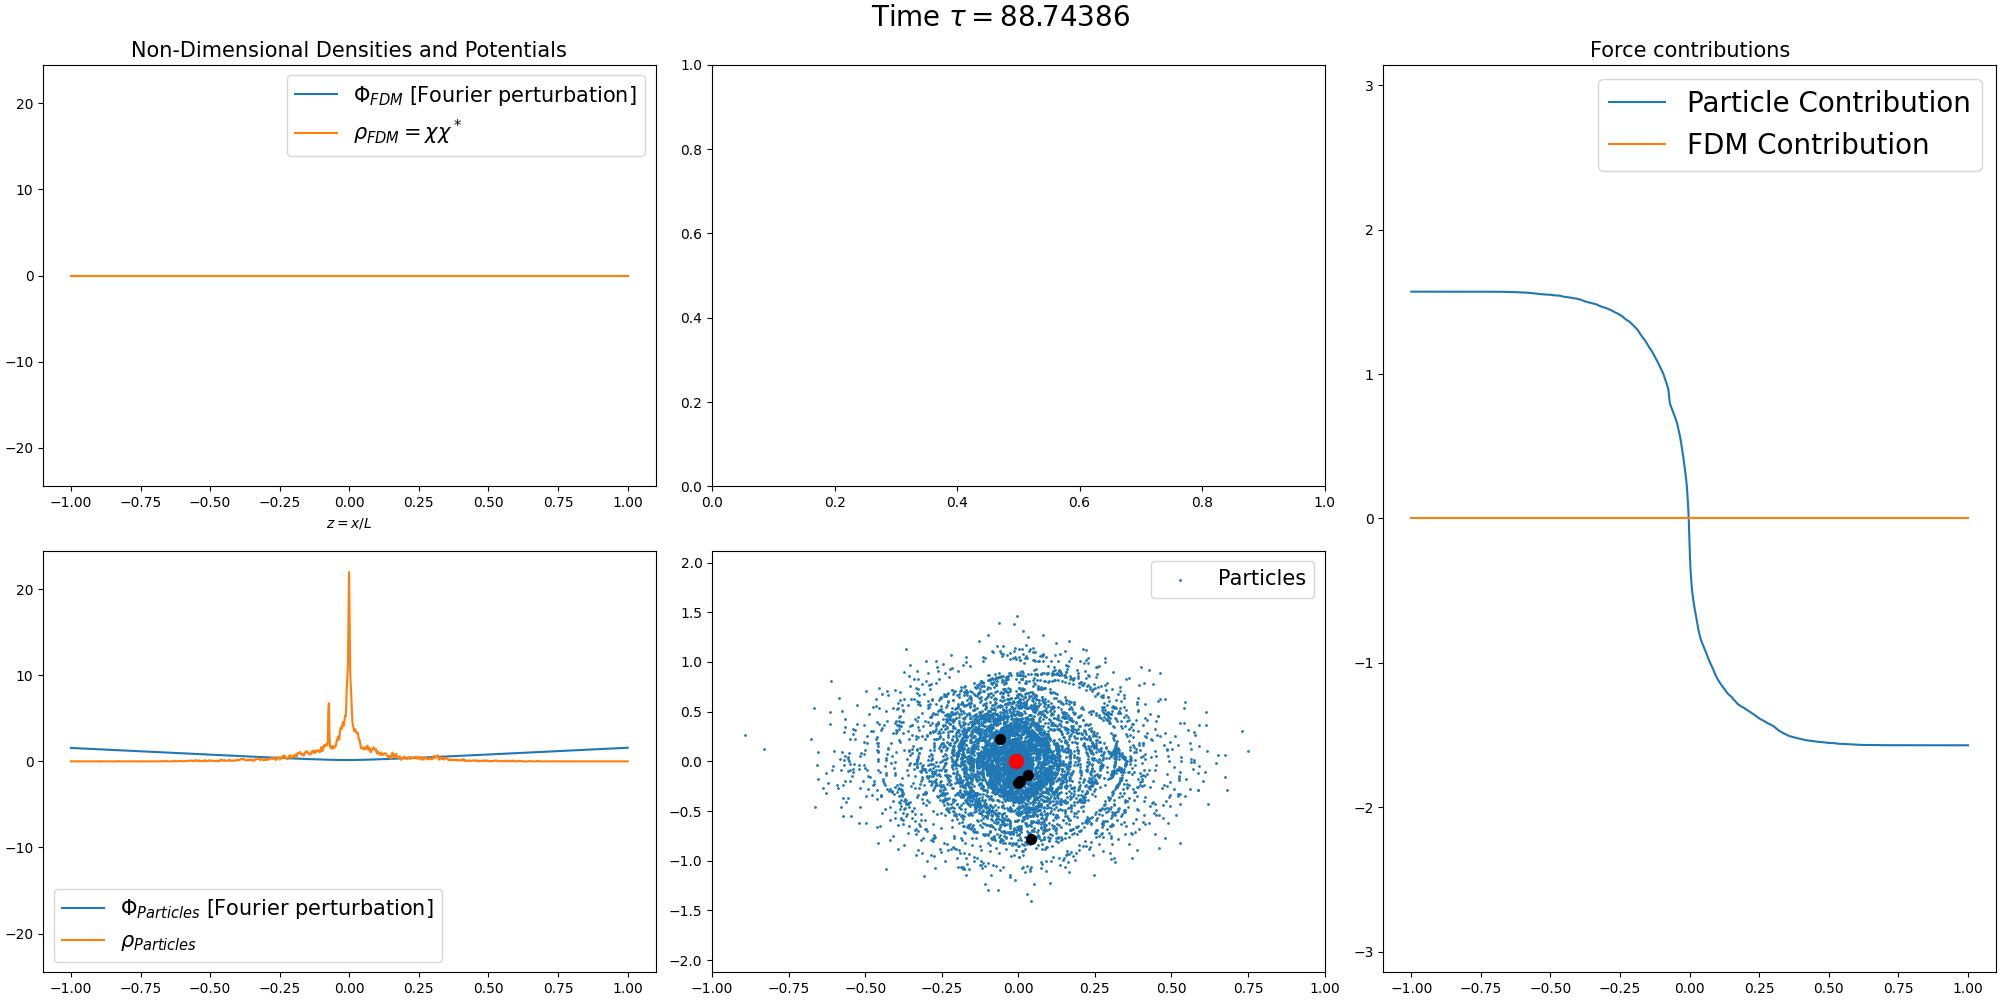 Time τ = 88.74386
Non-Dimensional Densities and Potentials
20
10
0
−10
−20
Φ_FDM [Fourier perturbation]
ρ_FDM = χχ*
−1.00 −0.75 −0.50 −0.25 0.00 0.25 0.50 0.75 1.00
z = x/L
1.0
0.8
0.6
0.4
0.2
0.0
0.0 0.2 0.4 0.6 0.8 1.0
Force contributions
3
2
1
0
−1
−2
−3
Particle Contribution
FDM Contribution
−1.00 −0.75 −0.50 −0.25 0.00 0.25 0.50 0.75 1.00
20
10
0
−10
−20
Φ_Particles [Fourier perturbation]
ρ_Particles
−1.00 −0.75 −0.50 −0.25 0.00 0.25 0.50 0.75 1.00
2.0
1.5
1.0
0.5
0.0
−0.5
−1.0
−1.5
−2.0
Particles
−1.00 −0.75 −0.50 −0.25 0.00 0.25 0.50 0.75 1.00